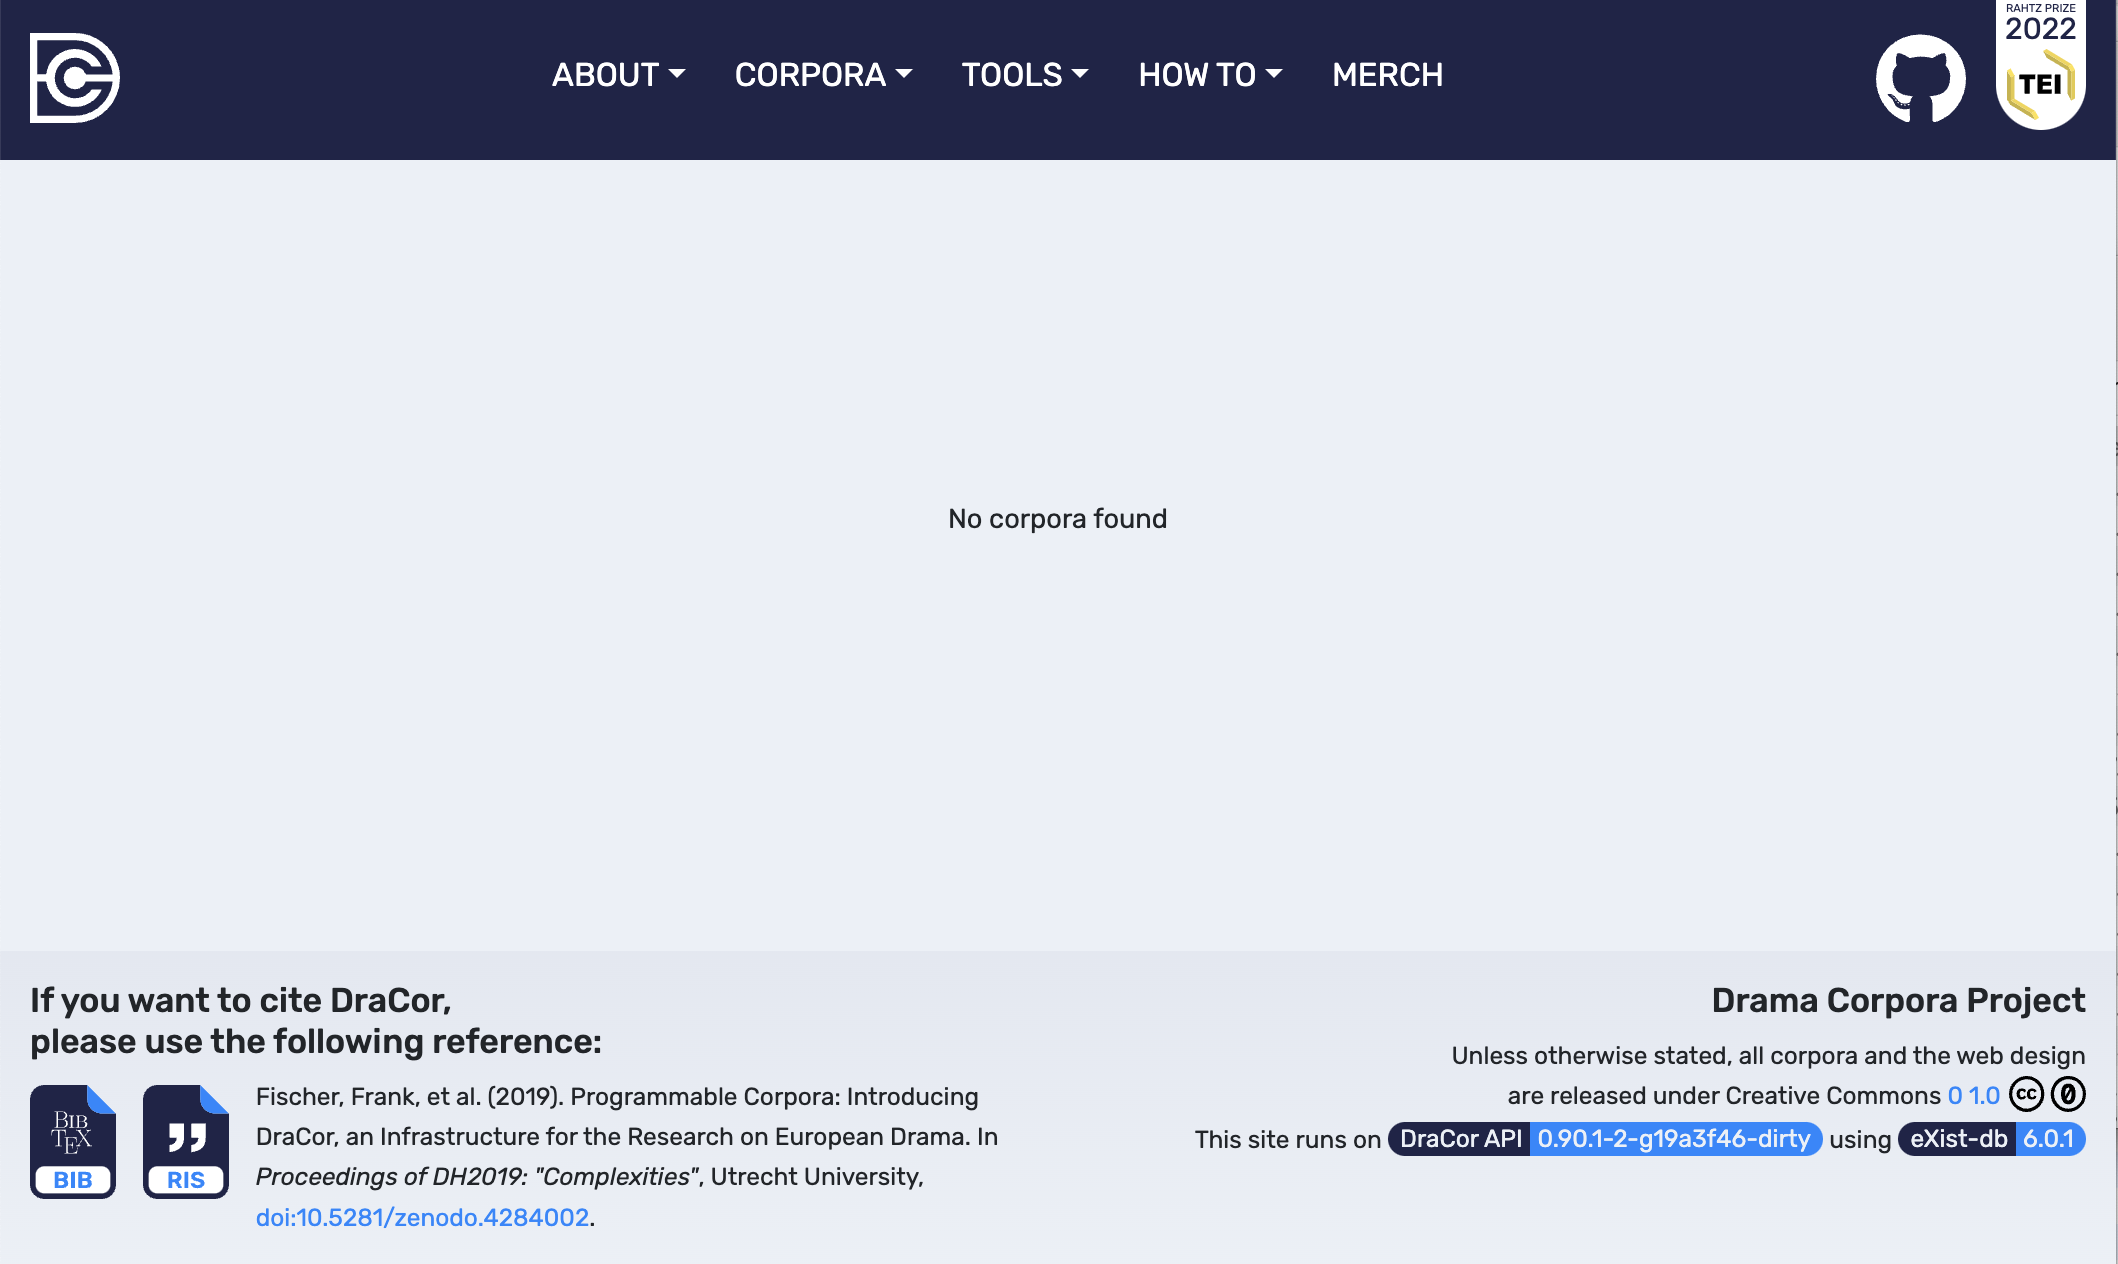 ABOUT CORPORA TOOLS HOW TO MERCH
RAHTZ PRIZE
2022
TEI
No corpora found
If you want to cite DraCor,
please use the following reference:
BIB
TEX
BIB
RIS
Fischer, Frank, et al. (2019). Programmable Corpora: Introducing
DraCor, an Infrastructure for the Research on European Drama. In
Proceedings of DH2019: "Complexities", Utrecht University,
doi:10.5281/zenodo.4284002.
Drama Corpora Project
Unless otherwise stated, all corpora and the web design
are released under Creative Commons 0 1.0 cc 0
This site runs on DraCor API 0.90.1-2-g19a3f46-dirty using eXist-db 6.0.1